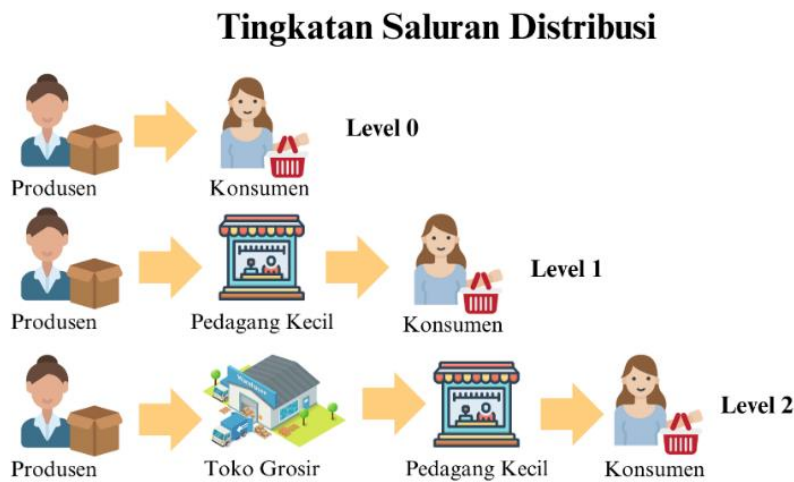 Tingkatan Saluran Distribusi
Level 0
Produsen
Konsumen
Level 1
Produsen
Pedagang Kecil
Konsumen
Level 2
Produsen
Toko Grosir
Pedagang Kecil
Konsumen